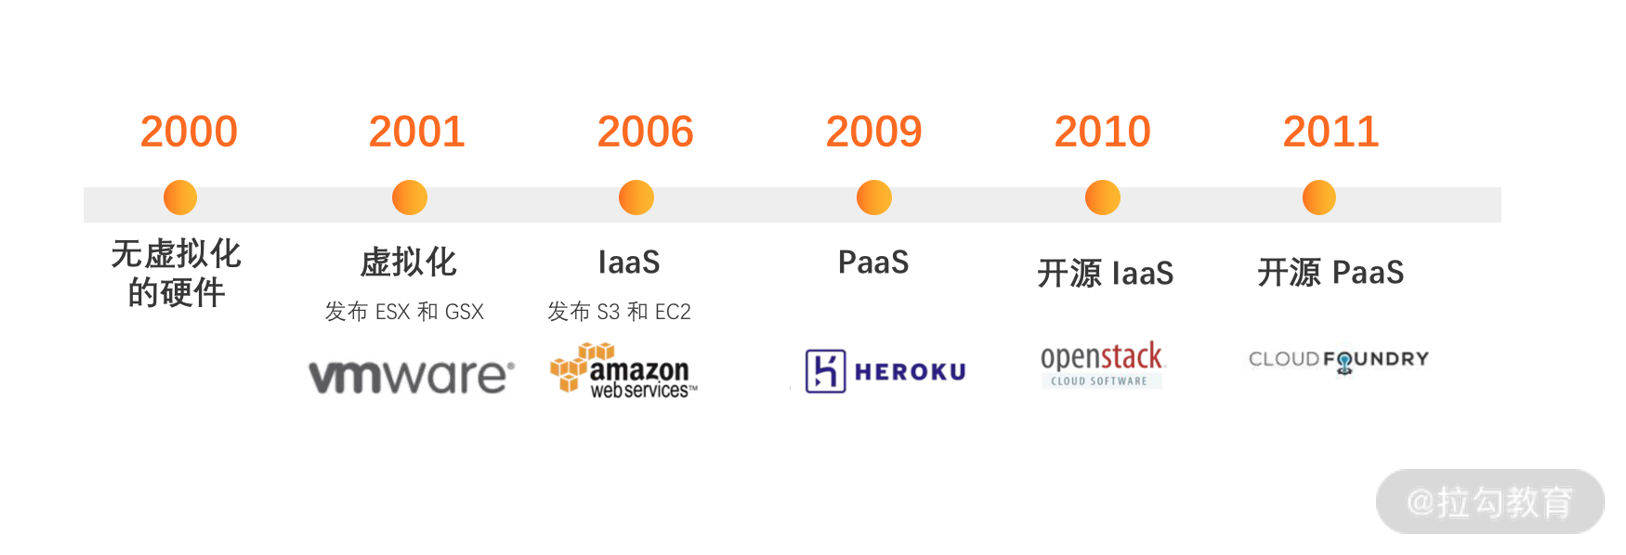 2000
2001
2006
2009
2010
2011
无虚拟化
的硬件
虚拟化
发布 ESX 和 GSX
vmware®
IaaS
发布 S3 和 EC2
amazon
webservices™
PaaS
HEROKU
开源 IaaS
openstack
CLOUD SOFTWARE
开源 PaaS
CLOUDFOUNDRY
@拉勾教育